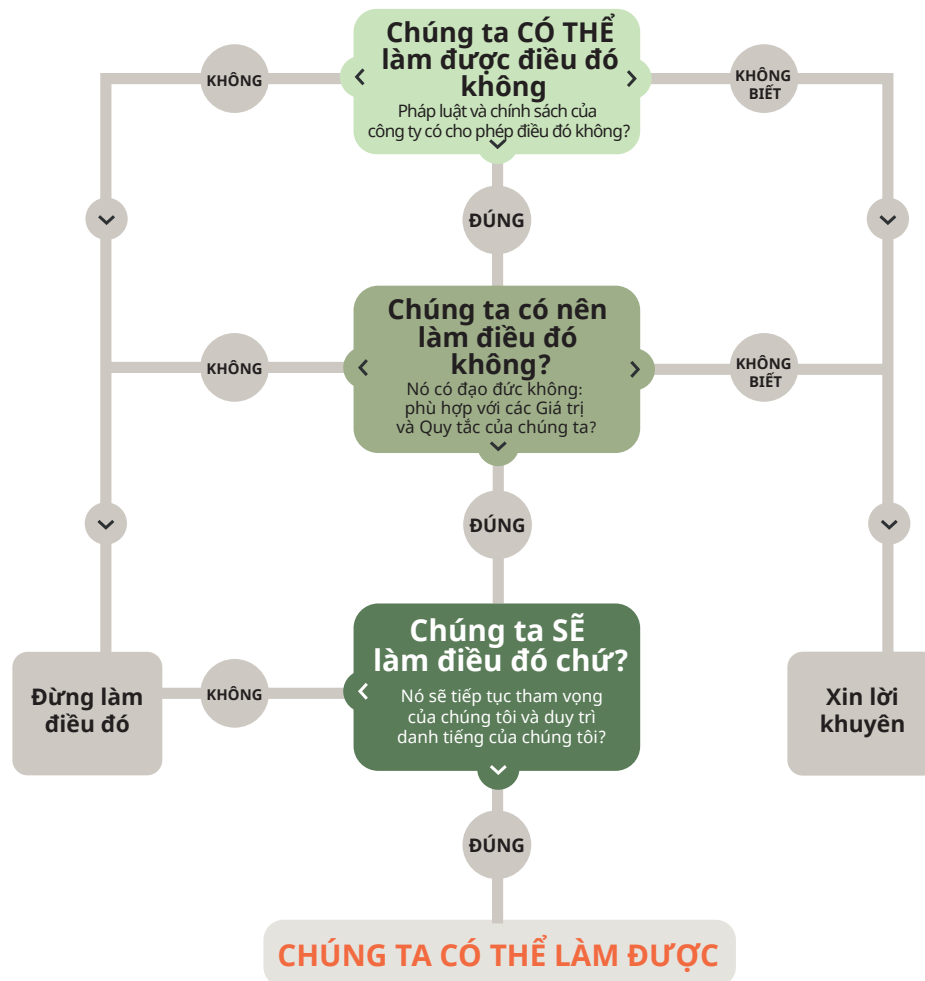 Chúng ta CÓ THỂ
làm được điều đó
không
Pháp luật và chính sách của
công ty có cho phép điều đó không?
KHÔNG
KHÔNG
BIẾT
ĐÚNG
Chúng ta có nên
làm điều đó
không?
Nó có đạo đức không:
phù hợp với các Giá trị
và Quy tắc của chúng ta?
KHÔNG
KHÔNG
BIẾT
ĐÚNG
Chúng ta SẼ
làm điều đó chứ?
Nó sẽ tiếp tục tham vọng
của chúng tôi và duy trì
danh tiếng của chúng tôi?
KHÔNG
Đừng làm
điều đó
Xin lời
khuyên
ĐÚNG
CHÚNG TA CÓ THỂ LÀM ĐƯỢC